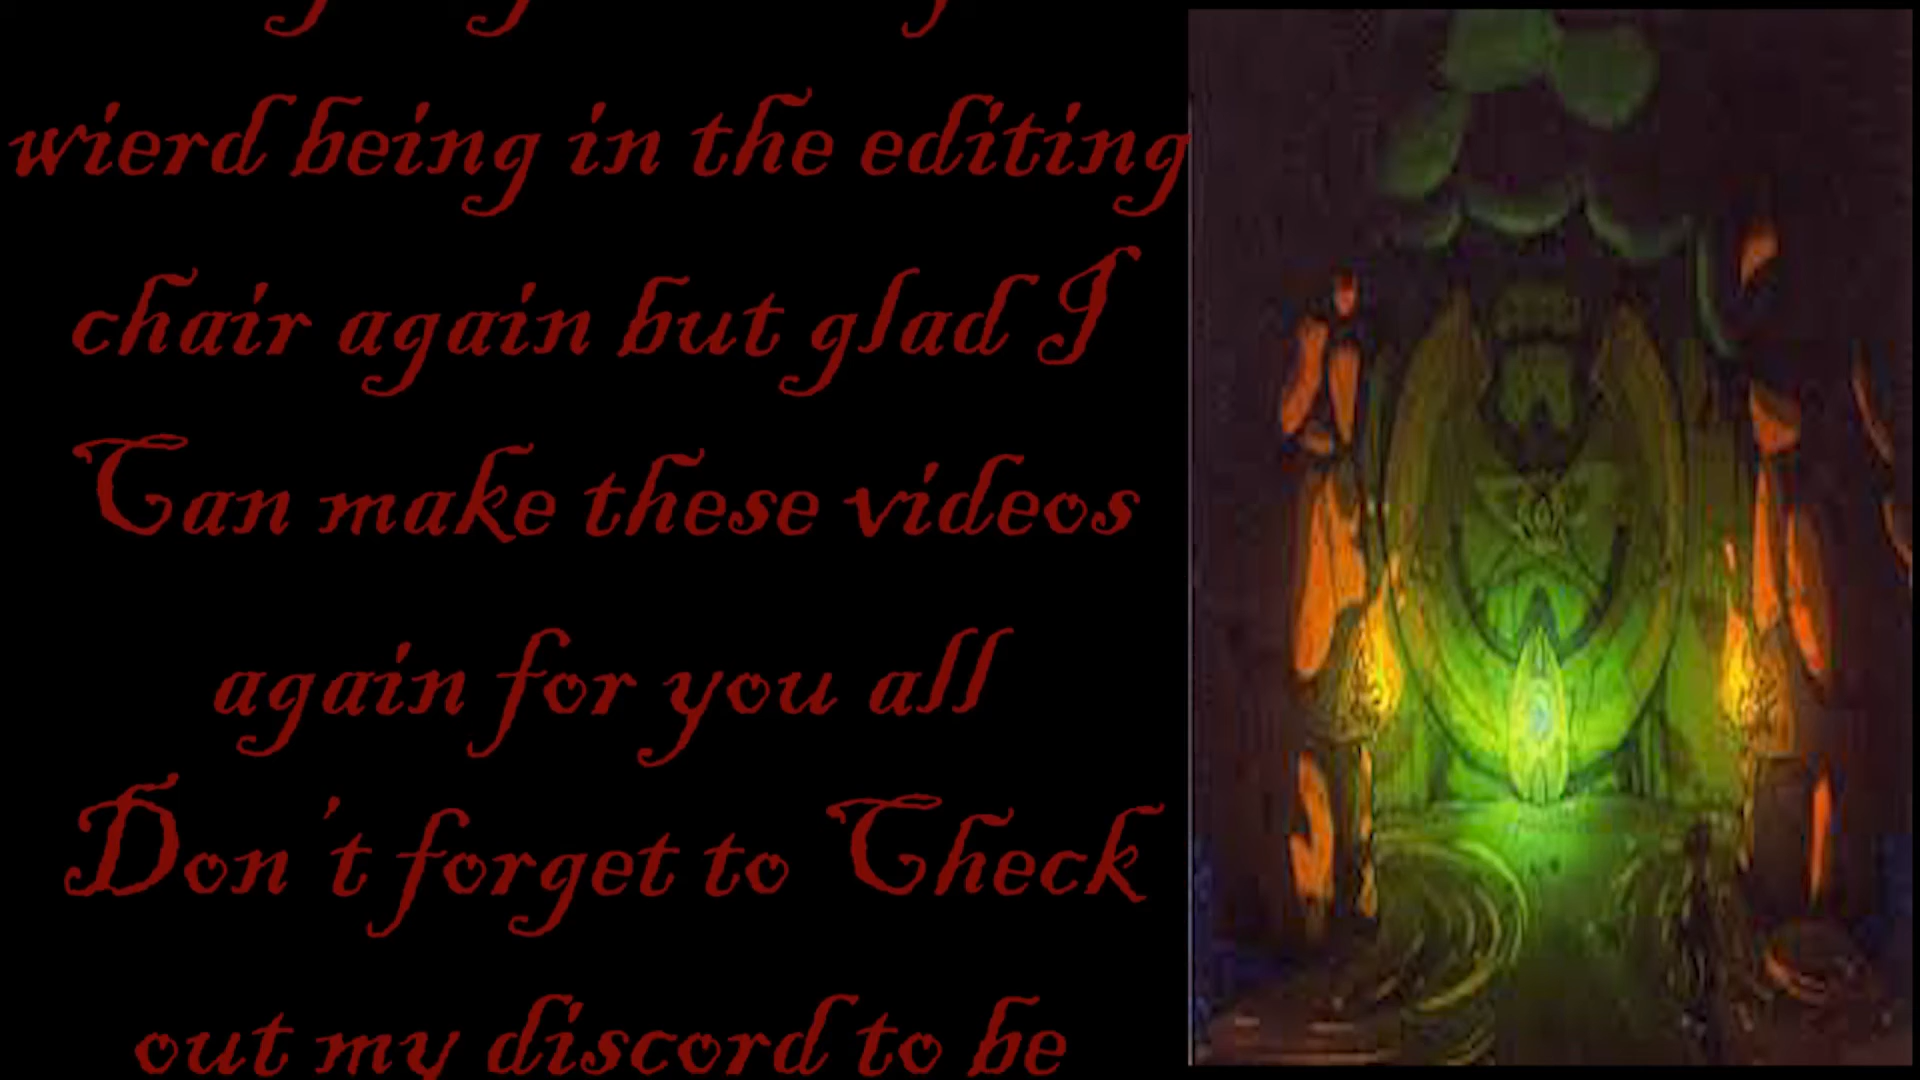 wierd being in the editing
chair again but glad I
Can make these videos
again for you all
Don't forget to Check
out my discord to be